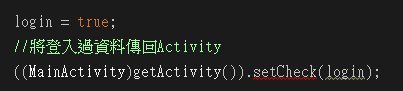 login = true;
//將登入過資料傳回Activity
((MainActivity)getActivity()).setCheck(login);